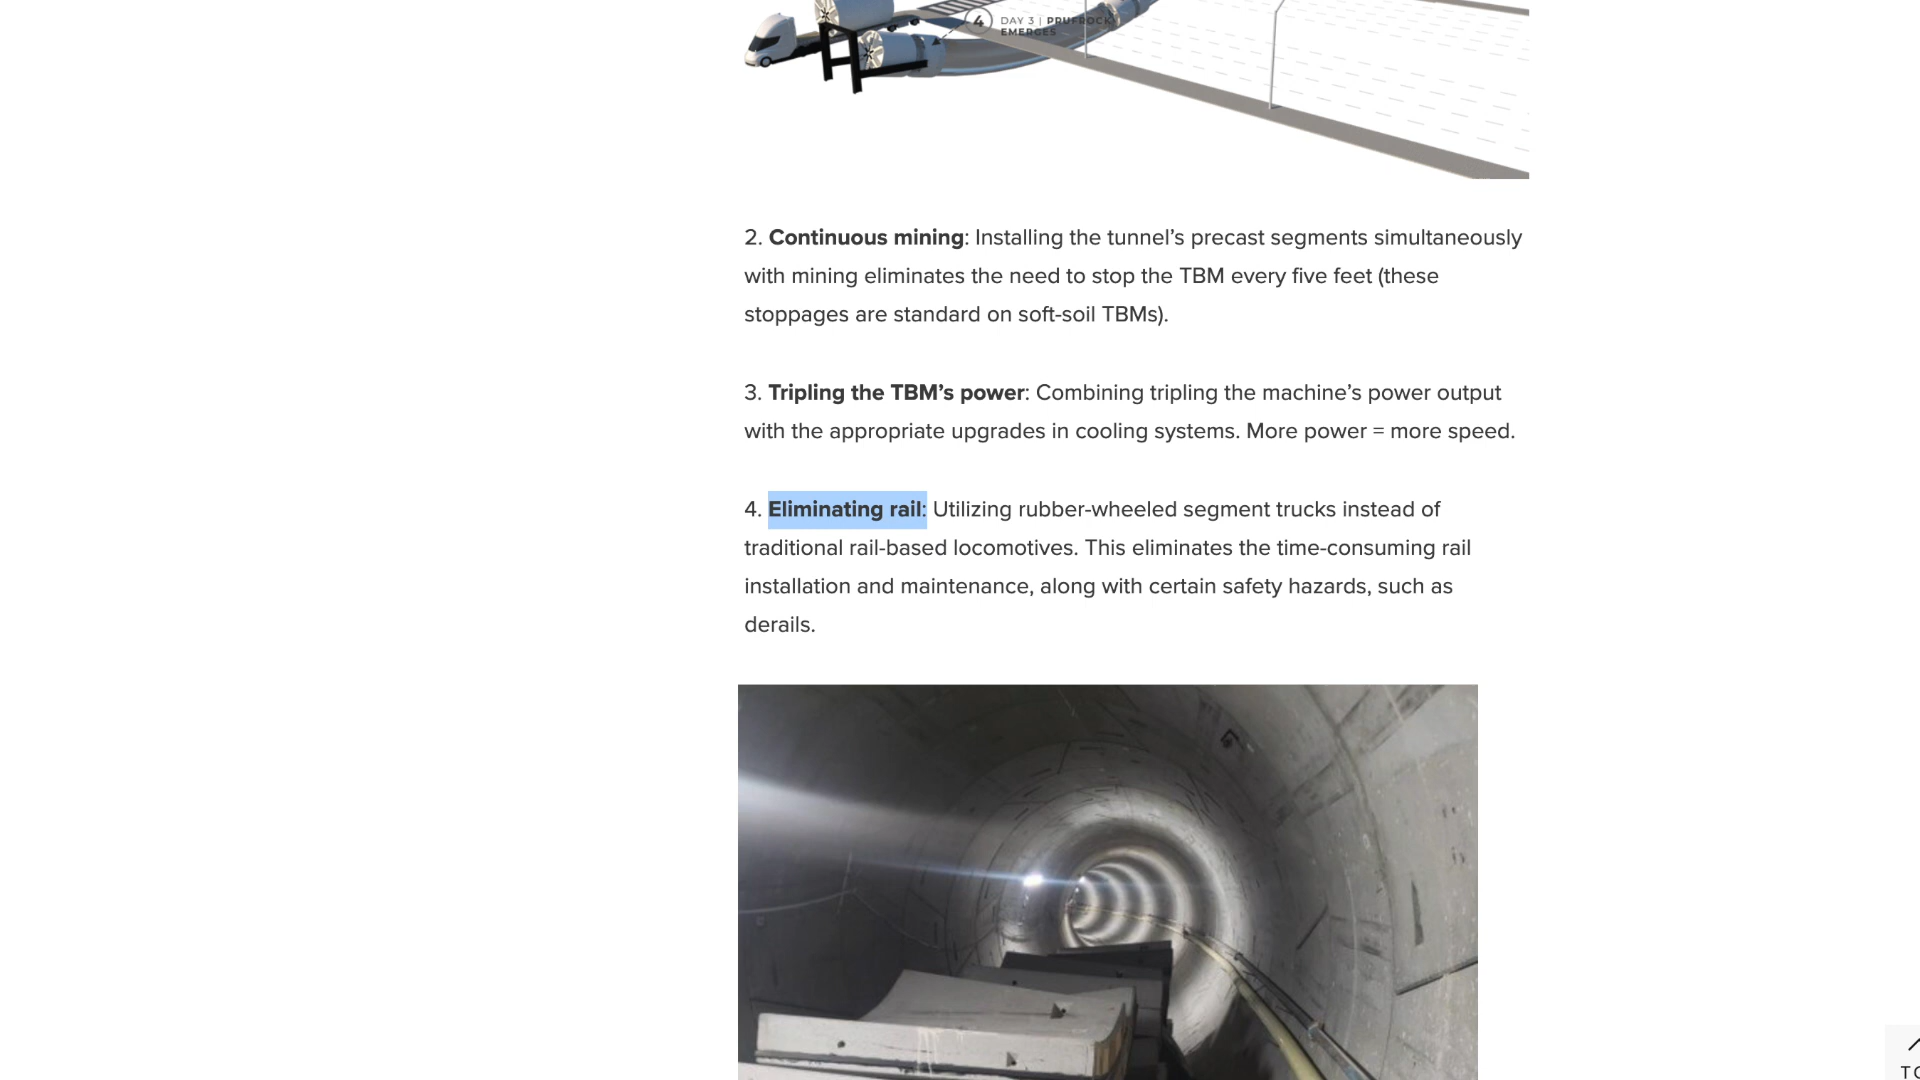 4 DAY 3 | PRUFROCK
EMERGES
2. Continuous mining: Installing the tunnel’s precast segments simultaneously
with mining eliminates the need to stop the TBM every five feet (these
stoppages are standard on soft-soil TBMs).
3. Tripling the TBM’s power: Combining tripling the machine’s power output
with the appropriate upgrades in cooling systems. More power = more speed.
4. Eliminating rail: Utilizing rubber-wheeled segment trucks instead of
traditional rail-based locomotives. This eliminates the time-consuming rail
installation and maintenance, along with certain safety hazards, such as
derails.